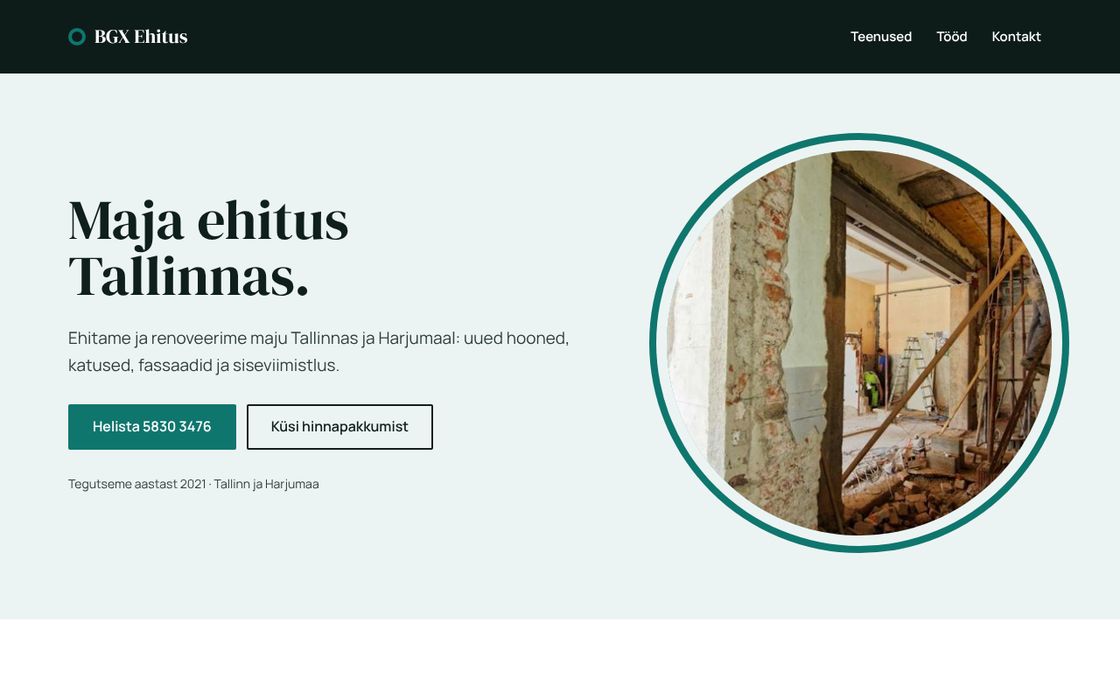 BGX Ehitus
Teenused
Tööd
Kontakt
Maja ehitus
Tallinnas.
Ehitame ja renoveerime maju Tallinnas ja Harjumaal: uued hooned,
katused, fassaadid ja siseviimistlus.
Helista 5830 3476
Küsi hinnapakkumist
Tegutseme aastast 2021 · Tallinn ja Harjumaa